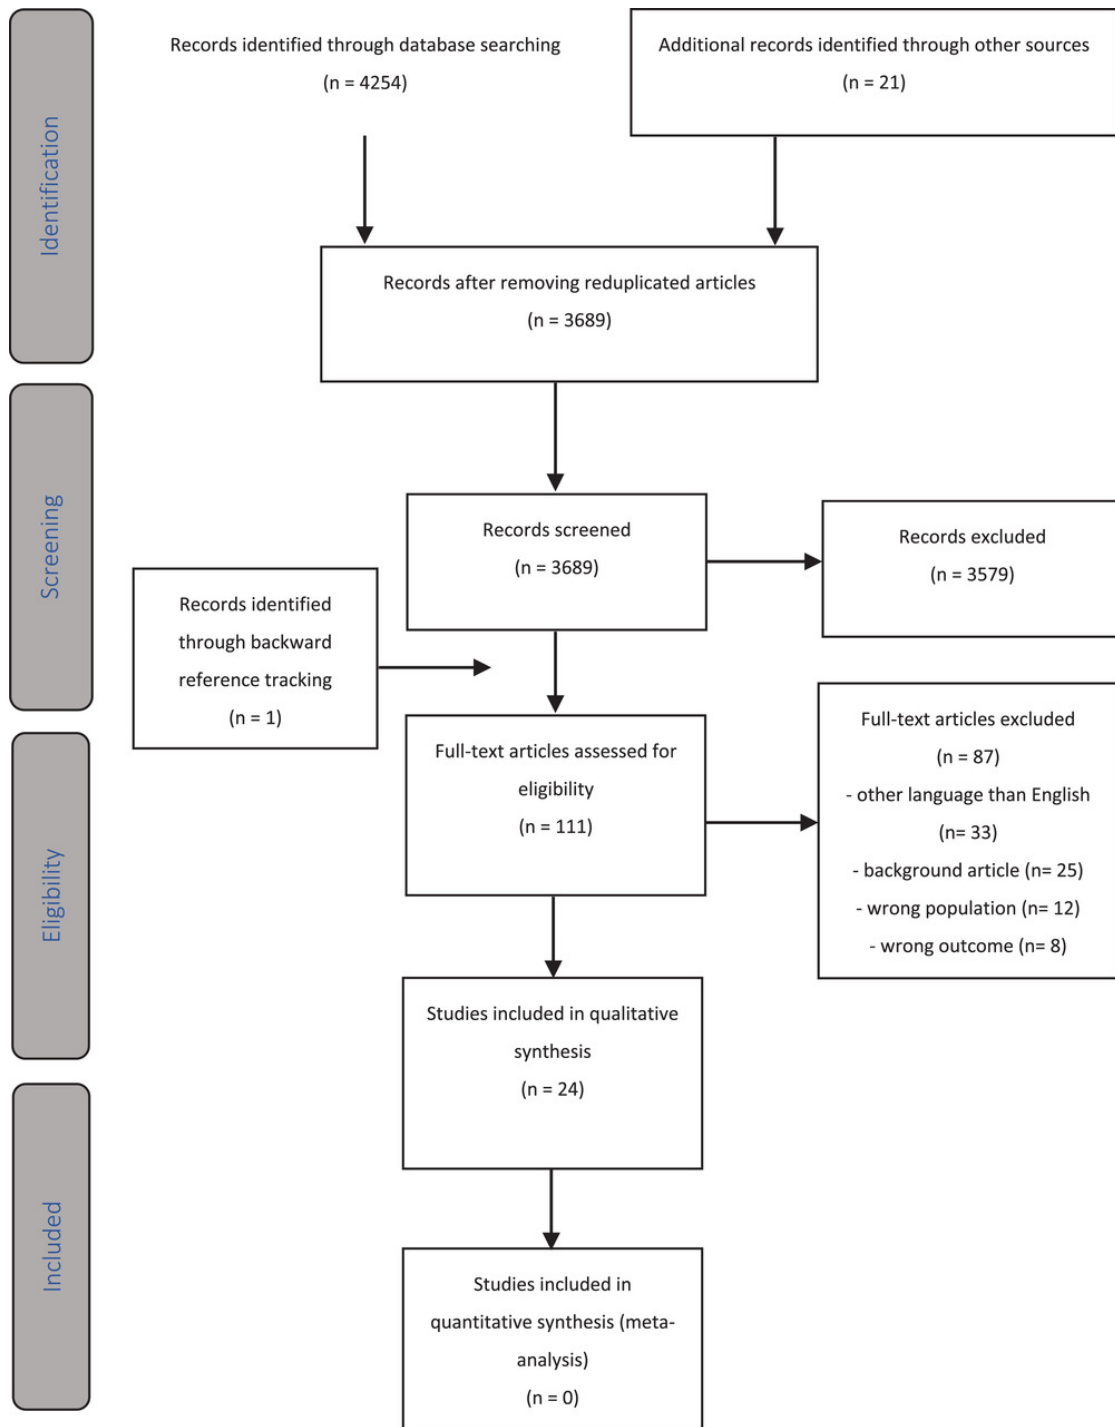 Identification
Records identified through database searching
(n = 4254)
Additional records identified through other sources
(n = 21)
Records after removing reduplicated articles
(n = 3689)
Screening
Records screened
(n = 3689)
Records excluded
(n = 3579)
Records identified
through backward
reference tracking
(n = 1)
Eligibility
Full-text articles assessed for
eligibility
(n = 111)
Full-text articles excluded
(n = 87)
- other language than English
(n= 33)
- background article (n= 25)
- wrong population (n= 12)
- wrong outcome (n= 8)
Studies included in qualitative
synthesis
(n = 24)
Included
Studies included in
quantitative synthesis (meta-
analysis)
(n = 0)